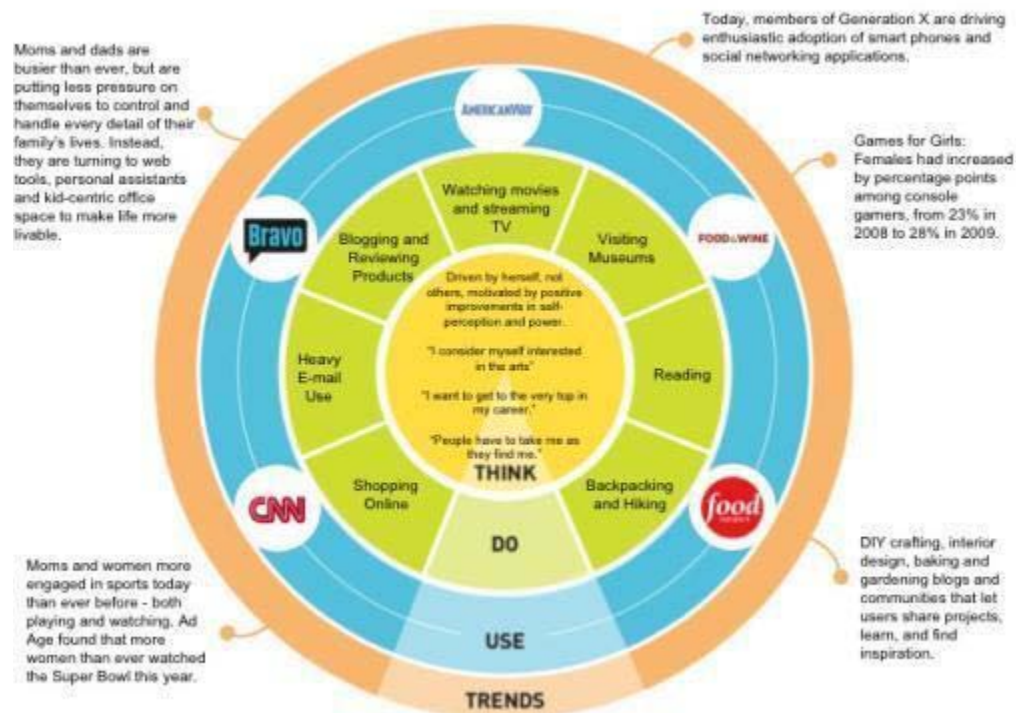 Today, members of Generation X are driving
enthusiastic adoption of smart phones and
social networking applications.
Moms and dads are
busier than ever, but are
putting less pressure on
themselves to control and
handle every detail of their
family's lives. Instead,
they are turning to web
tools, personal assistants
and kid-centric office
space to make life more
livable.
Games for Girls:
Females had increased
by percentage points
among console
gamers, from 23% in
2008 to 28% in 2009.
Bravo
FOOD & WINE
Watching movies
and streaming
TV
Blogging and
Reviewing
Products
Visiting
Museums
Heavy
E-mail
Use
Reading
Driven by herself, not
others, motivated by positive
improvements in self-
perception and power.
"I consider myself interested
in the arts"
"I want to get to the very top in
my career."
"People have to take me as
they find me."
THINK
Shopping
Online
Backpacking
and Hiking
CNN
food
DO
Moms and women more
engaged in sports today
than ever before - both
playing and watching. Ad
Age found that more
women than ever watched
the Super Bowl this year.
DIY crafting, interior
design, baking and
gardening blogs and
communities that let
users share projects,
learn, and find
inspiration.
USE
TRENDS